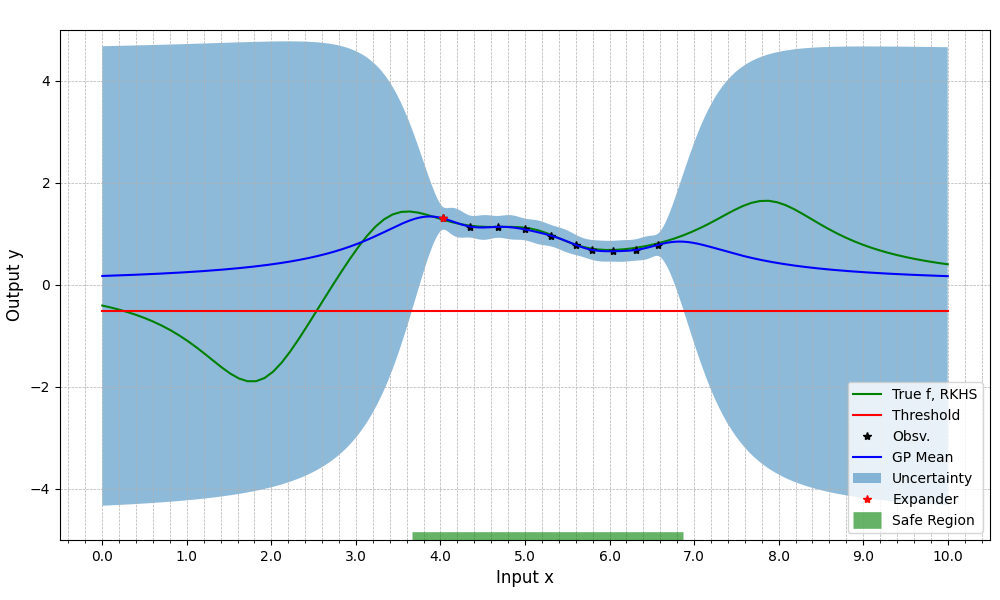 4
2
0
−2
−4
Output y
0.0 1.0 2.0 3.0 4.0 5.0 6.0 7.0 8.0 9.0 10.0
Input x
True f, RKHS
Threshold
Obsv.
GP Mean
Uncertainty
Expander
Safe Region